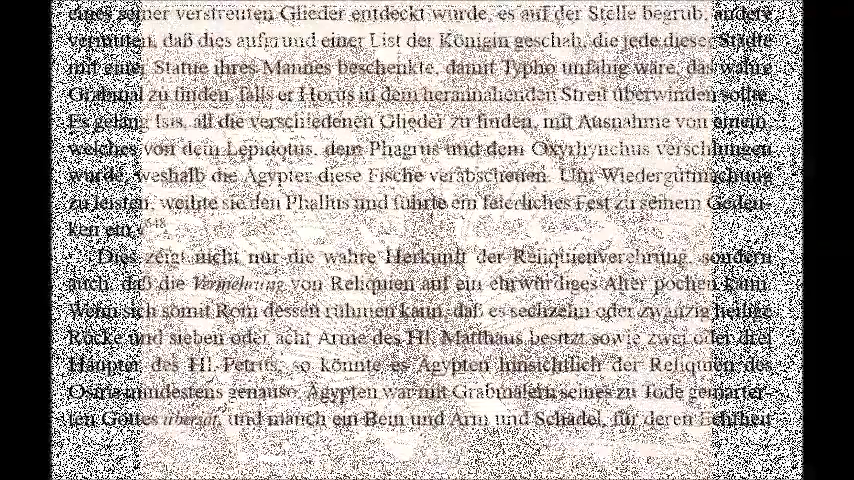 eines seiner verstreuten Glieder entdeckt wurde, es auf der Stelle begrub, andere
vermuten, daß dies aufgrund einer List der Königin geschah, die jede dieser Städte
mit einer Statue ihres Mannes beschenkte, damit Typho unfähig wäre, das wahre
Grabmal zu finden, falls er Horus in dem herannahenden Streit überwinden sollte.
Es gelang Isis, all die verschiedenen Glieder zu finden, mit Ausnahme von einem,
welches von dem Lepidotus, dem Phagrus und dem Oxyrhynchus verschlungen
wurde, weshalb die Ägypter diese Fische verabscheuen. Um Wiedergutmachung
zu leisten, weihte sie den Phallus und führte ein feierliches Fest zu seinem Geden-
ken ein.«648
Dies zeigt nicht nur die wahre Herkunft der Reliquienverehrung, sondern
auch, daß die Vermehrung von Reliquien auf ein ehrwürdiges Alter pochen kann.
Wenn sich somit Rom dessen rühmen kann, daß es sechzehn oder zwanzig heilige
Röcke und sieben oder acht Arme des Hl. Matthäus besitzt sowie zwei oder drei
Häupter des Hl. Petrus, so könnte es Ägypten hinsichtlich der Reliquien des
Osiris mindestens genauso. Ägypten war mit Grabmälern seines zu Tode gemarter-
ten Gottes übersät, und manch ein Bein und Arm und Schädel, für deren Echtheit